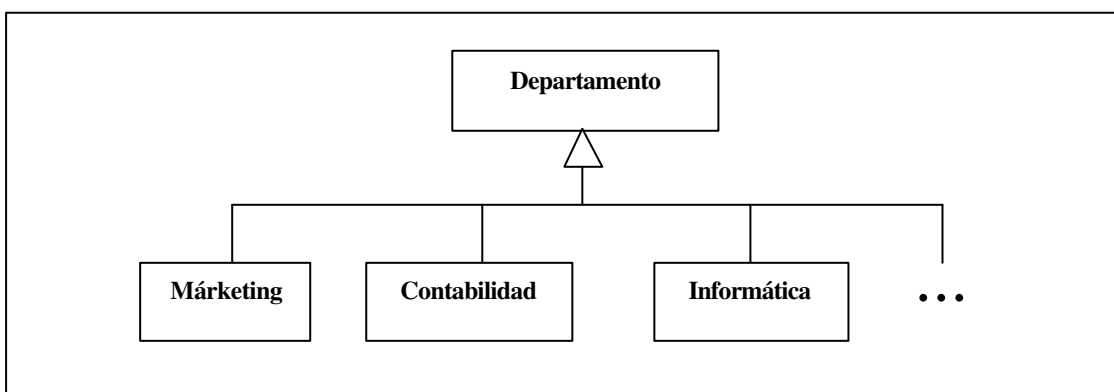 Departamento
Márketing
Contabilidad
Informática
...